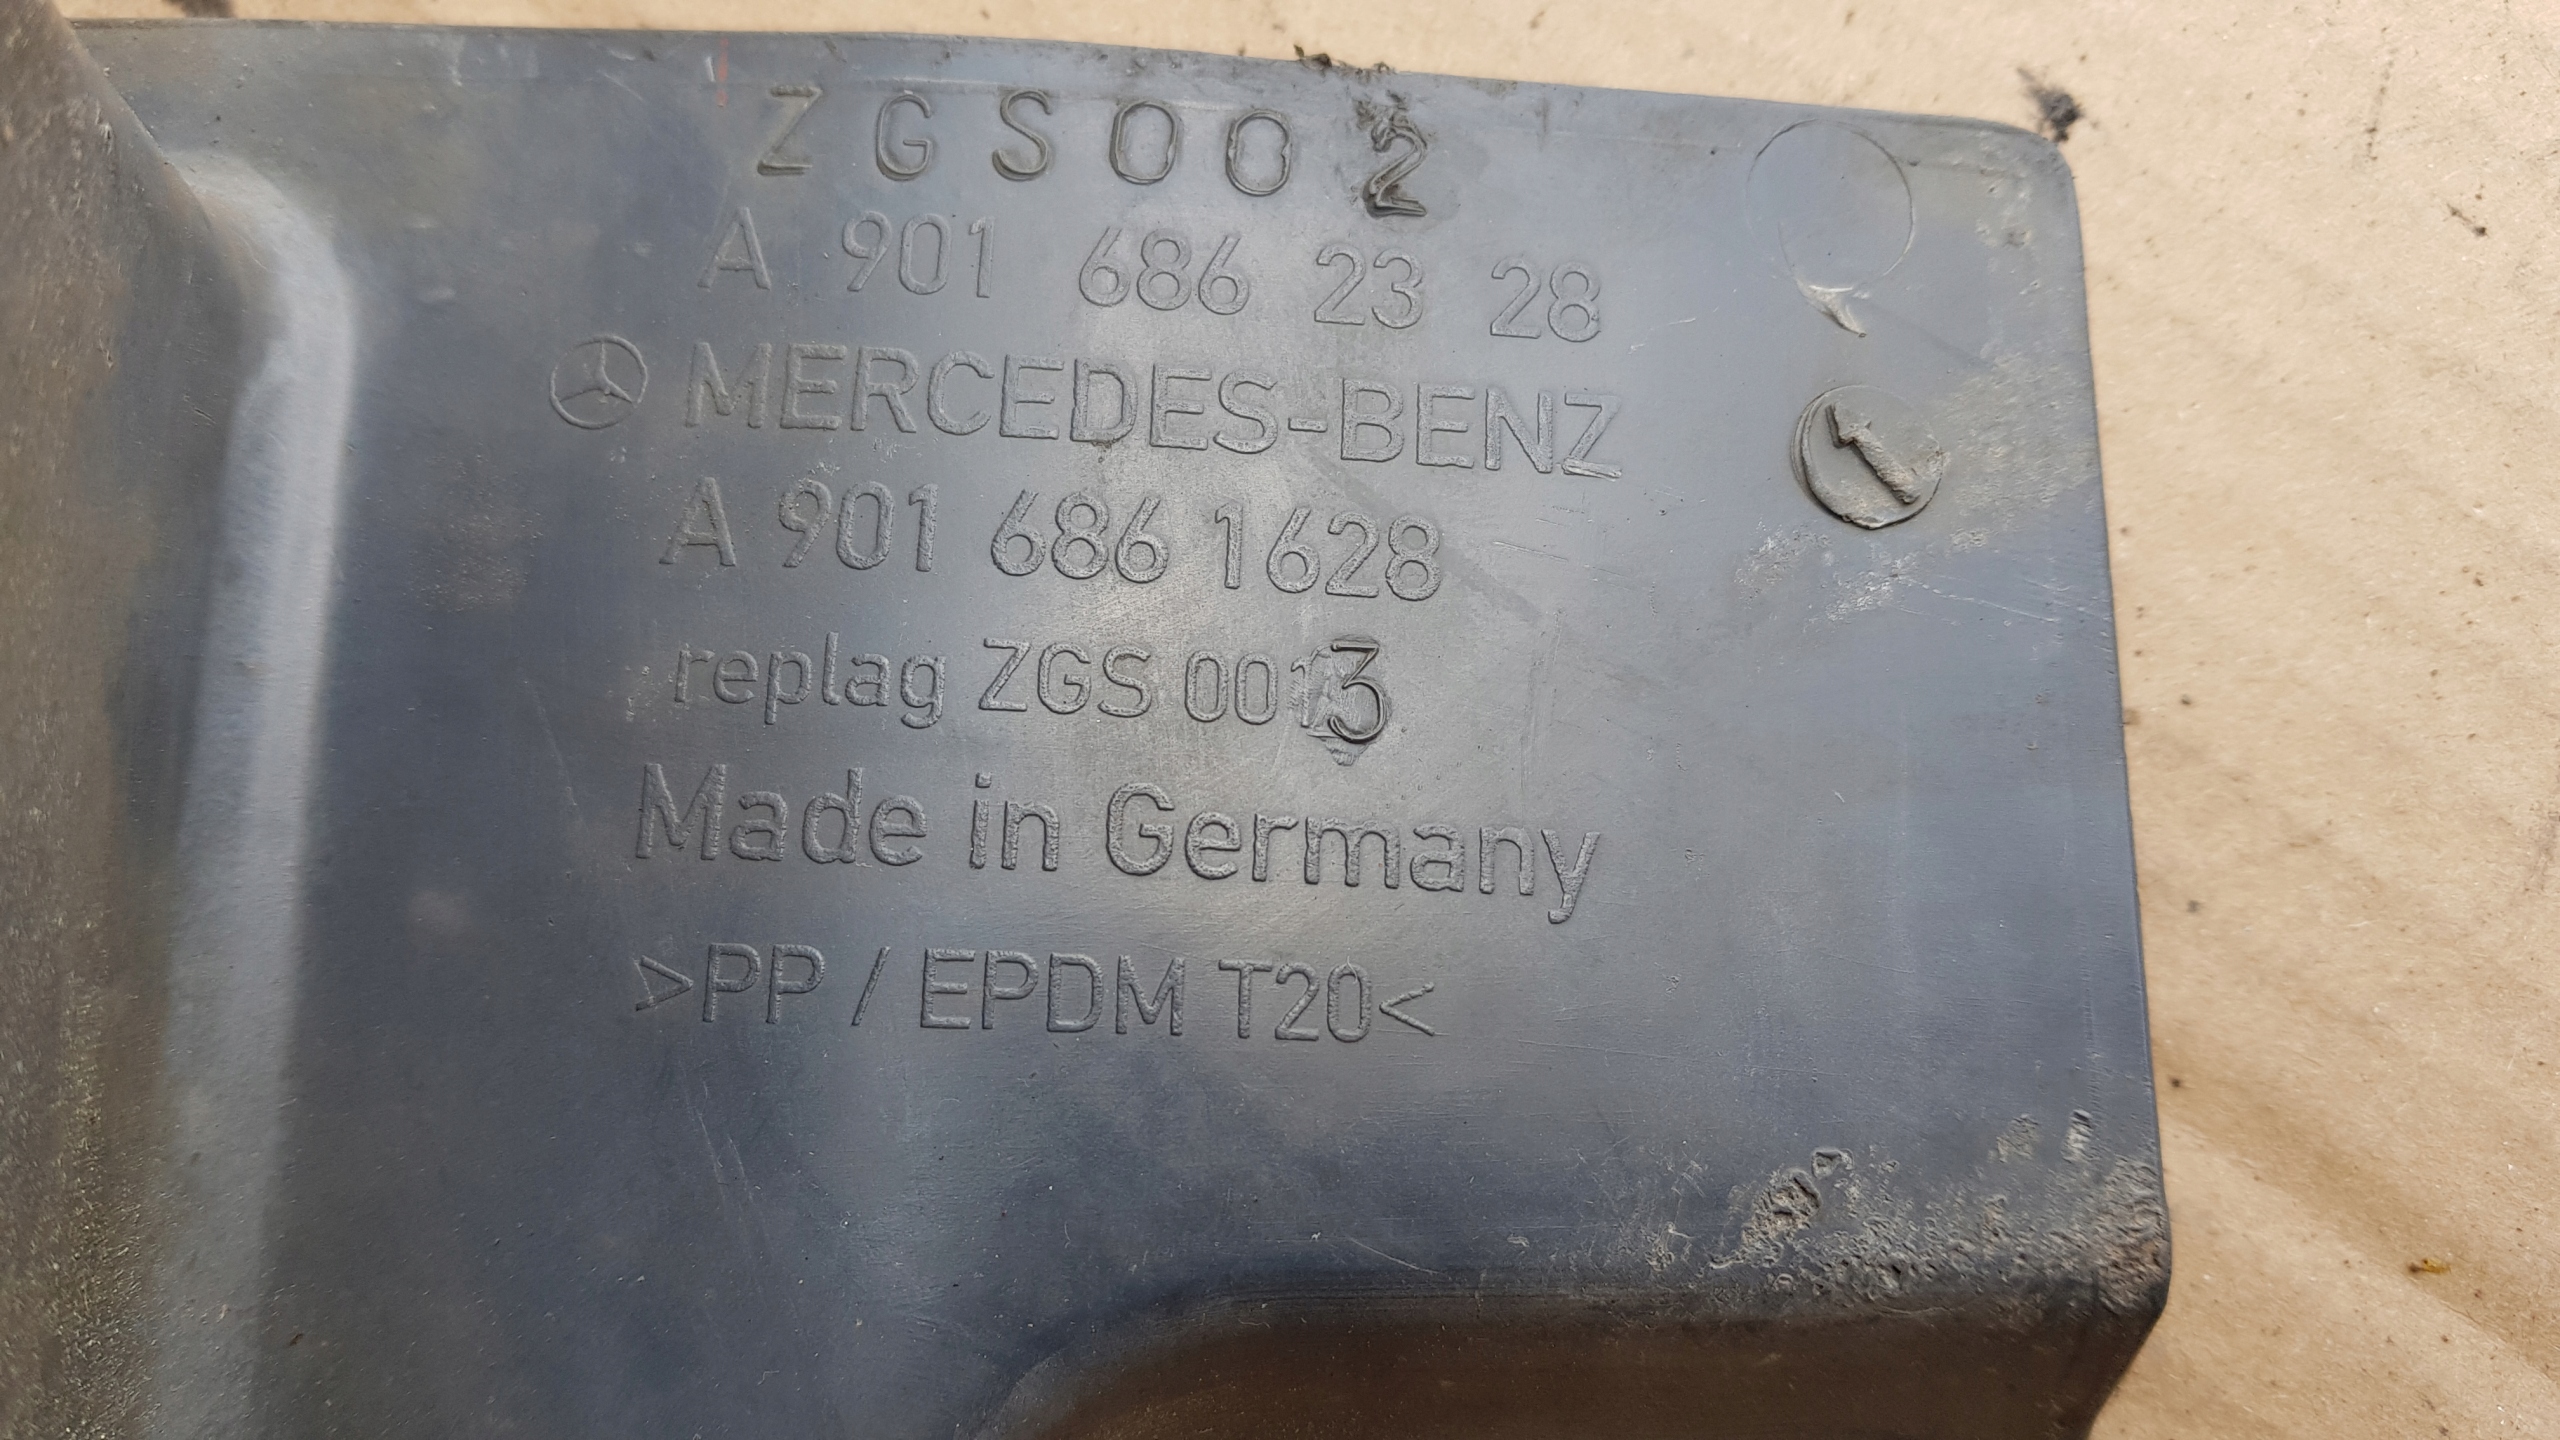 ZGS002
A 901 686 23 28
MERCEDES-BENZ
1
A 901 686 1628
replag ZGS 0013
Made in Germany
>PP / EPDM T20<